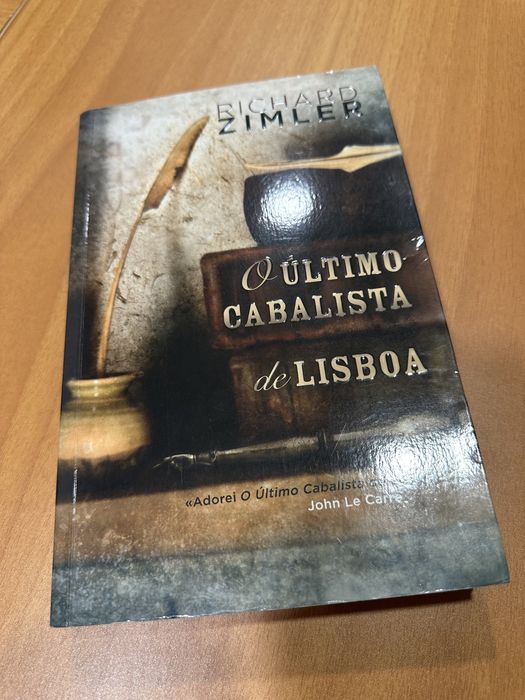 RICHARD
ZIMLER
O ÚLTIMO
CABALISTA
de LISBOA
«Adorei O Último Cabalista
John Le Carré